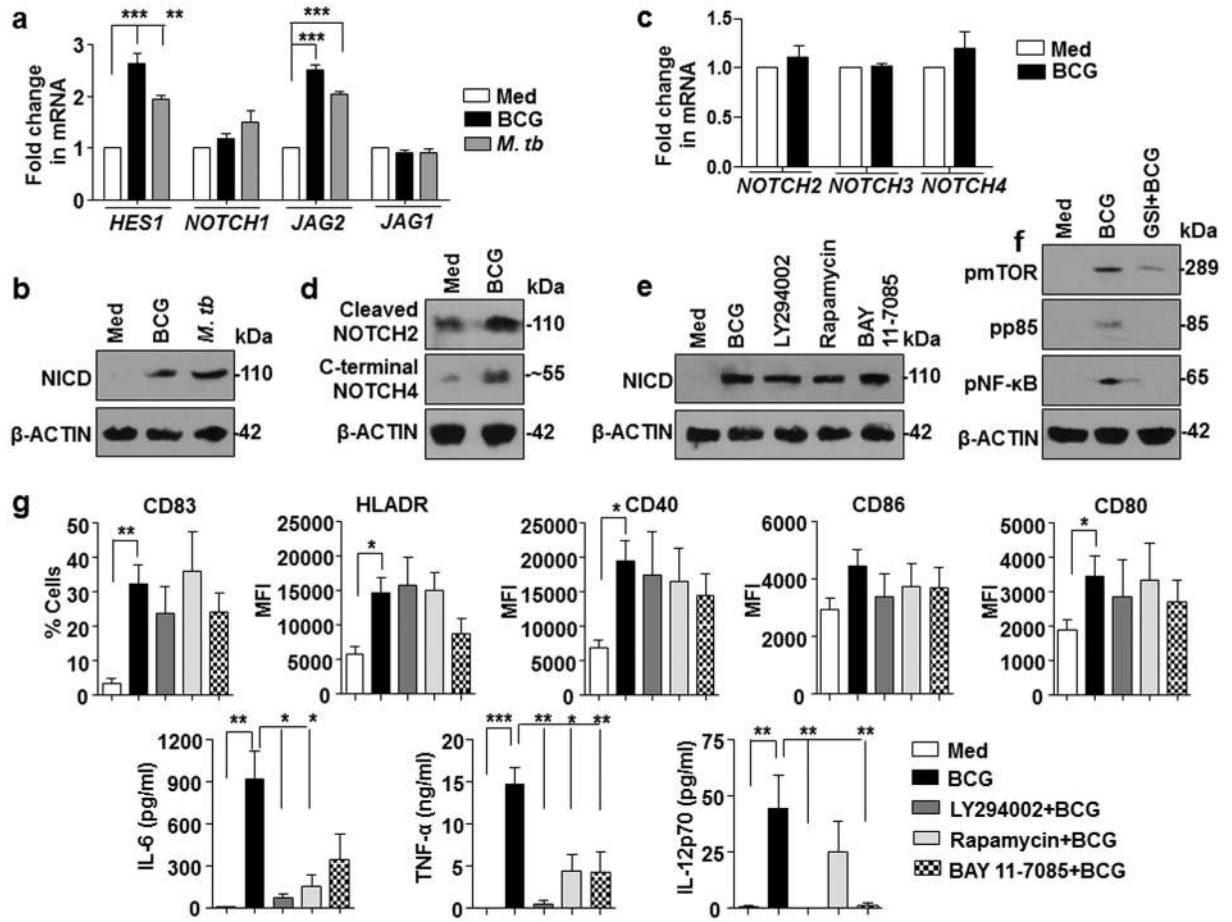 a
*** **
***
***
Fold change
in mRNA
3
2
1
0
HES1 NOTCH1 JAG2 JAG1
Med
BCG
M. tb
c
Fold change
in mRNA
1.5
1.0
0.5
0.0
NOTCH2 NOTCH3 NOTCH4
Med
BCG
b
Med BCG M. tb kDa
NICD -110
β-ACTIN -42
d
Med BCG kDa
Cleaved
NOTCH2 -110
C-terminal
NOTCH4 -~55
β-ACTIN -42
e
Med BCG LY294002 Rapamycin BAY
11-7085 kDa
NICD -110
β-ACTIN -42
f
Med BCG GSI+BCG kDa
pmTOR -289
pp85 -85
pNF-κB -65
β-ACTIN -42
g
CD83
% Cells
50
40
30
20
10
0
**
HLADR
MFI
25000
20000
15000
10000
5000
0
*
CD40
MFI
25000
20000
15000
10000
5000
0
*
CD86
MFI
6000
4000
2000
0
CD80
MFI
5000
4000
3000
2000
1000
0
*
IL-6 (pg/ml)
1200
900
600
300
0
** * *
TNF-α (ng/ml)
20
15
10
5
0
*** ** * **
IL-12p70 (pg/ml)
75
50
25
0
** ** **
Med
BCG
LY294002+BCG
Rapamycin+BCG
BAY 11-7085+BCG